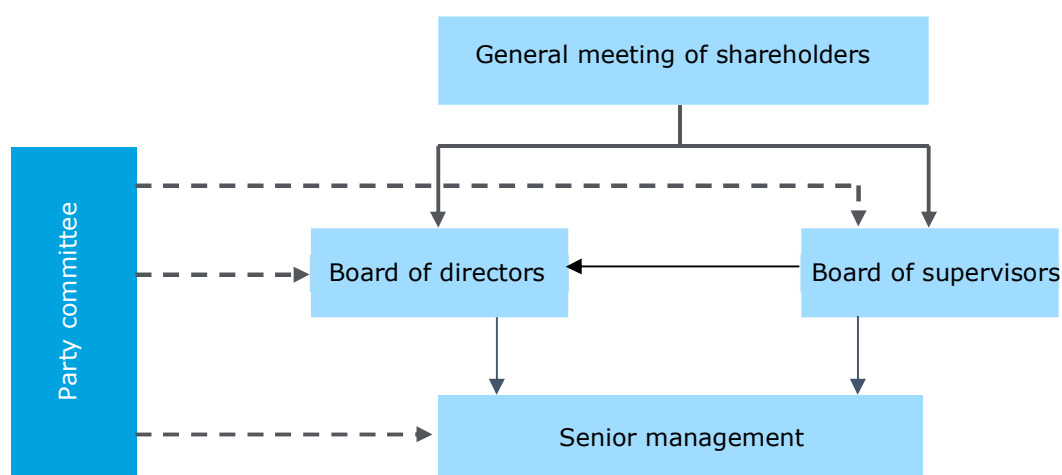 General meeting of shareholders
Party committee
Board of directors
Board of supervisors
Senior management